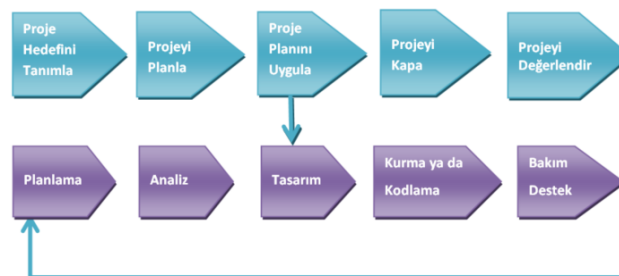 Proje
Hedefini
Tanımla
Projeyi
Planla
Proje
Planını
Uygula
Projeyi
Kapa
Projeyi
Değerlendir
Planlama
Analiz
Tasarım
Kurma ya da
Kodlama
Bakım
Destek